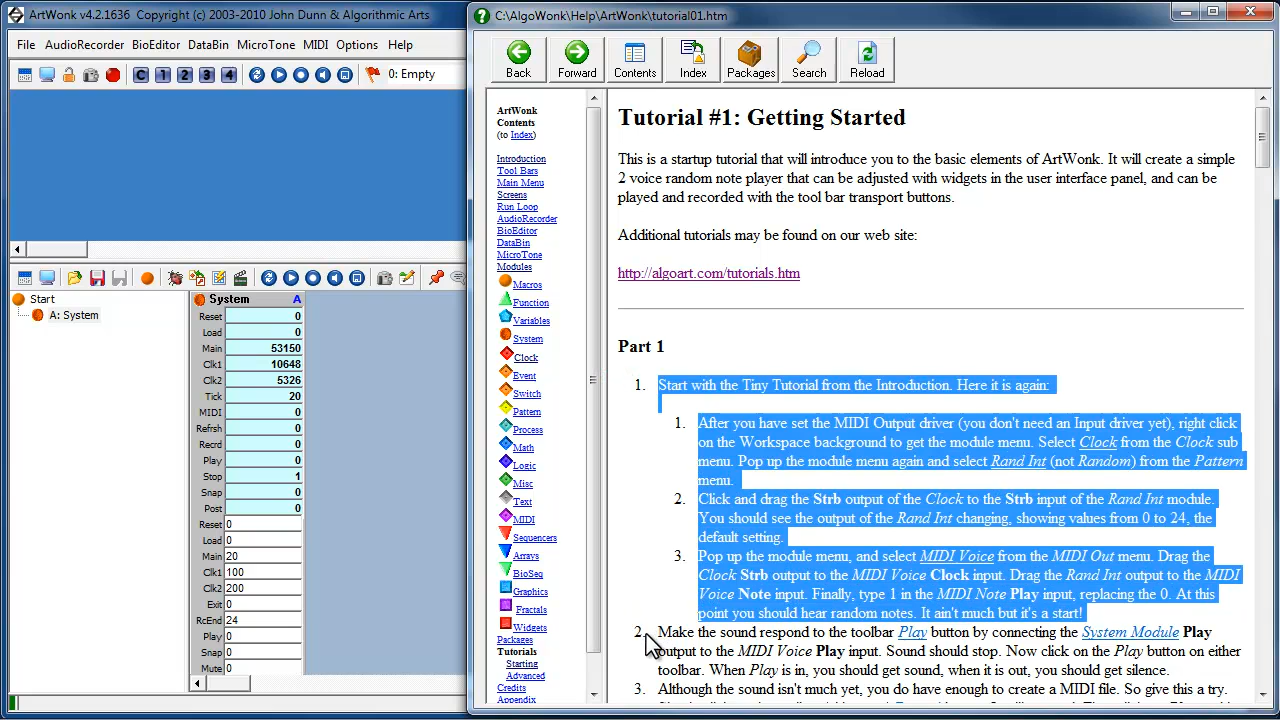 ArtWonk v4.2.1636 Copyright (c) 2003-2010 John Dunn & Algorithmic Arts
File AudioRecorder BioEditor DataBin MicroTone MIDI Options Help
C 1 2 3 4 0: Empty
Start
A: System
System A
Reset 0
Load 0
Main 53150
Clk1 10648
Clk2 5326
Tick 20
MIDI 0
Refrsh 0
Recrd 0
Play 0
Stop 1
Snap 0
Post 0
Reset 0
Load 0
Main 20
Clk1 100
Clk2 200
Exit 0
RcEnd 24
Play 0
Snap 0
Mute 0
C:\AlgoWonk\Help\ArtWonk\tutorial01.htm
Back Forward Contents Index Packages Search Reload
ArtWonk
Contents
(to Index)
Introduction
Tool Bars
Main Menu
Screens
Run Loop
AudioRecorder
BioEditor
DataBin
MicroTone
Modules
Macros
Function
Variables
System
Clock
Event
Switch
Pattern
Process
Math
Logic
Misc
Text
MIDI
Sequencers
Arrays
BioSeq
Graphics
Fractals
Widgets
Packages
Tutorials
Starting
Advanced
Credits
Appendix
Tutorial #1: Getting Started
This is a startup tutorial that will introduce you to the basic elements of ArtWonk. It will create a simple
2 voice random note player that can be adjusted with widgets in the user interface panel, and can be
played and recorded with the tool bar transport buttons.
Additional tutorials may be found on our web site:
http://algoart.com/tutorials.htm
Part 1
1. Start with the Tiny Tutorial from the Introduction. Here it is again:
1. After you have set the MIDI Output driver (you don't need an Input driver yet), right click
on the Workspace background to get the module menu. Select Clock from the Clock sub
menu. Pop up the module menu again and select Rand Int (not Random) from the Pattern
menu.
2. Click and drag the Strb output of the Clock to the Strb input of the Rand Int module.
You should see the output of the Rand Int changing, showing values from 0 to 24, the
default setting.
3. Pop up the module menu, and select MIDI Voice from the MIDI Out menu. Drag the
Clock Strb output to the MIDI Voice Clock input. Drag the Rand Int output to the MIDI
Voice Note input. Finally, type 1 in the MIDI Note Play input, replacing the 0. At this
point you should hear random notes. It ain't much but it's a start!
2. Make the sound respond to the toolbar Play button by connecting the System Module Play
output to the MIDI Voice Play input. Sound should stop. Now click on the Play button on either
toolbar. When Play is in, you should get sound, when it is out, you should get silence.
3. Although the sound isn't much yet, you do have enough to create a MIDI file. So give this a try.